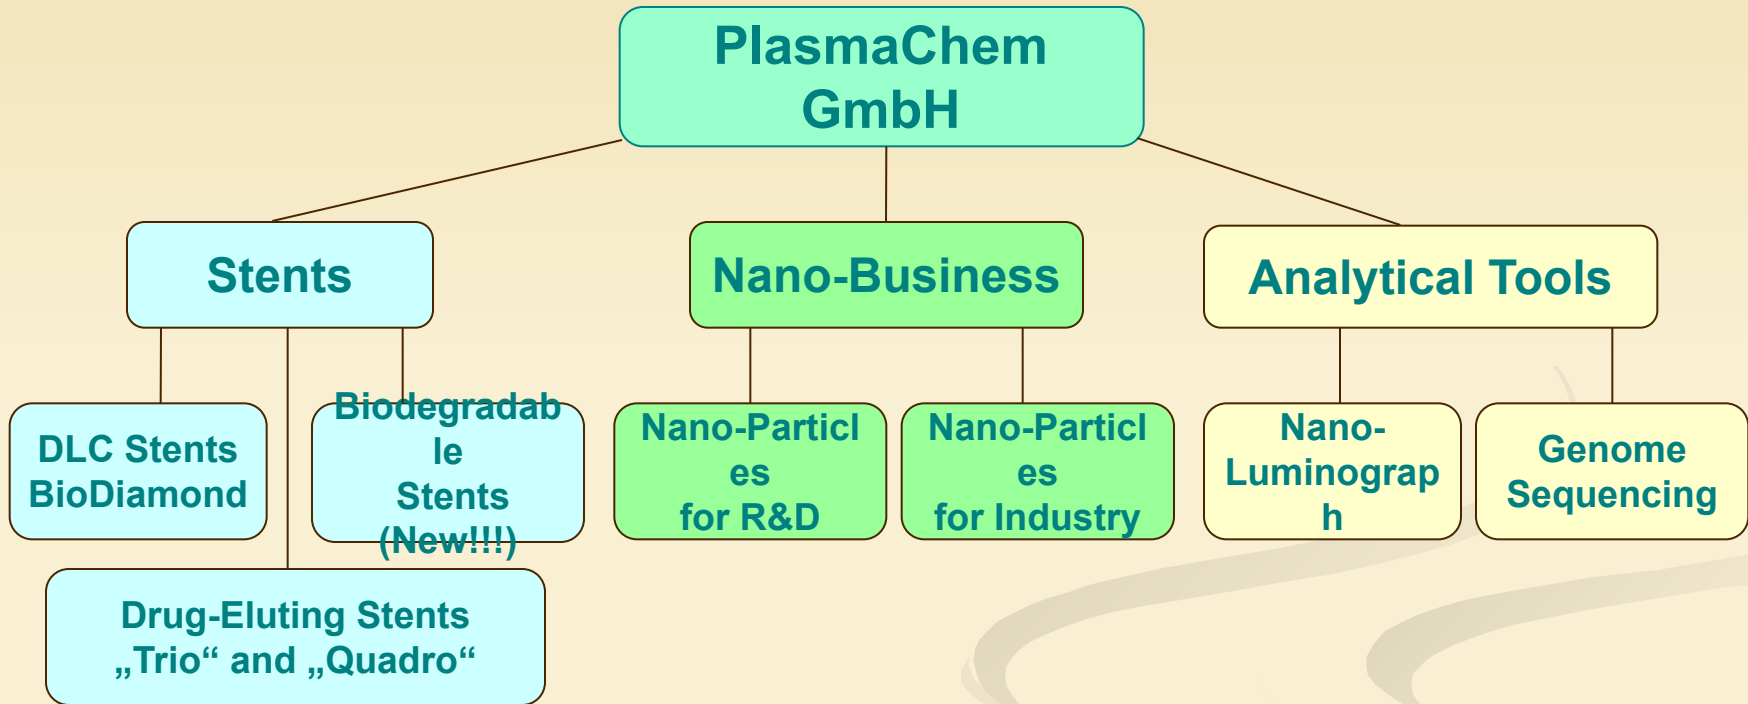 PlasmaChem
GmbH
Stents
Nano-Business
Analytical Tools
DLC Stents
BioDiamond
Biodegradab
le
Stents
(New!!!)
Nano-Particl
es
for R&D
Nano-Particl
es
for Industry
Nano-
Luminograp
h
Genome
Sequencing
Drug-Eluting Stents
„Trio“ and „Quadro“